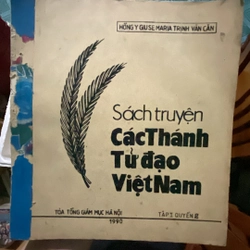 HỒNG Y GIUSE MARIA TRỊNH VĂN CĂN
Sách truyện
Các Thánh
Tử đạo
Việt Nam
TÒA TỔNG GIÁM MỤC HÀ NỘI
1990
TẬP I QUYỂN II